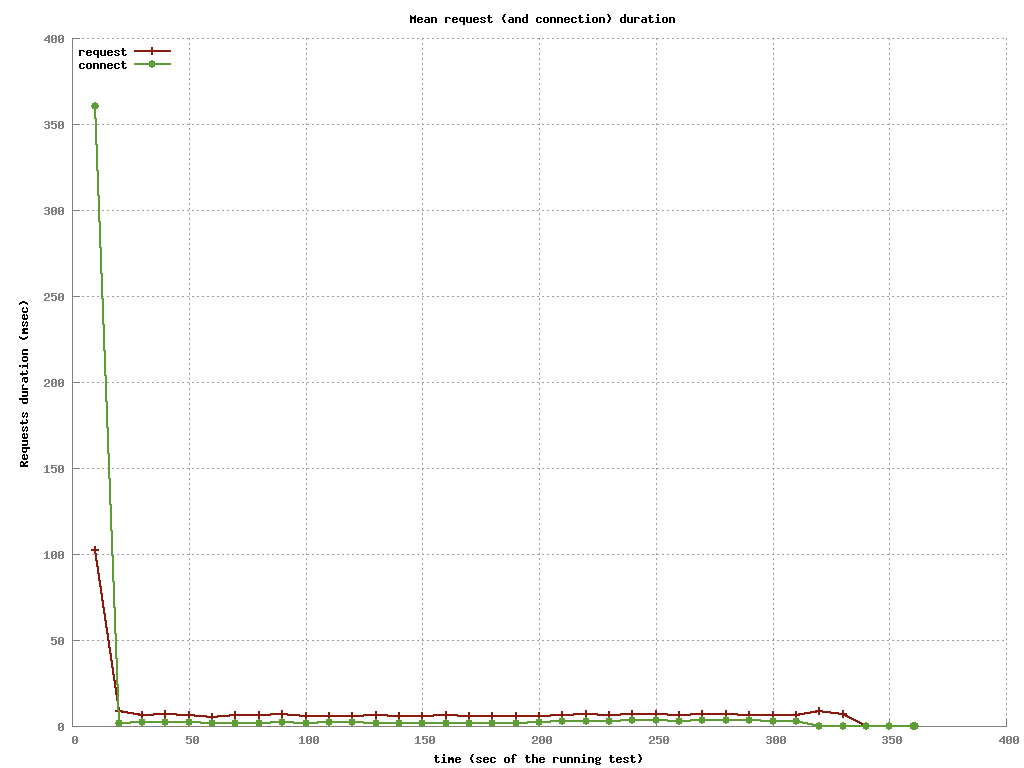 Mean request (and connection) duration
request
connect
400
350
300
250
200
150
100
50
0
Requests duration (msec)
0 50 100 150 200 250 300 350 400
time (sec of the running test)